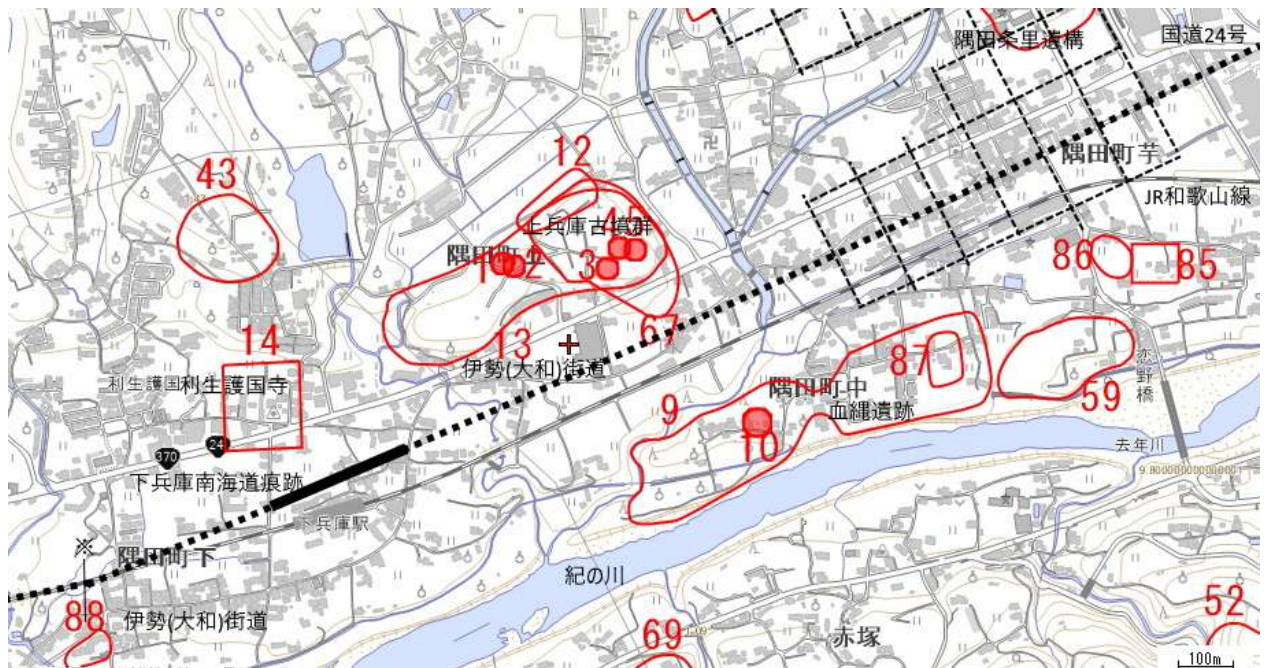 隅田条里遺構
国道24号
隅田町芋
JR和歌山線
43
12
上兵庫古墳群
4
5
1
2
3
86
85
14
13
67
伊勢(大和)街道
利生護国寺
87
隅田町中
血縄遺跡
59
恋野橋
9
10
370
24
下兵庫南海道痕跡
去年川
9.80000000000001
下兵庫駅
隅田町下
紀の川
伊勢(大和)街道
88
69
赤塚
52
100m